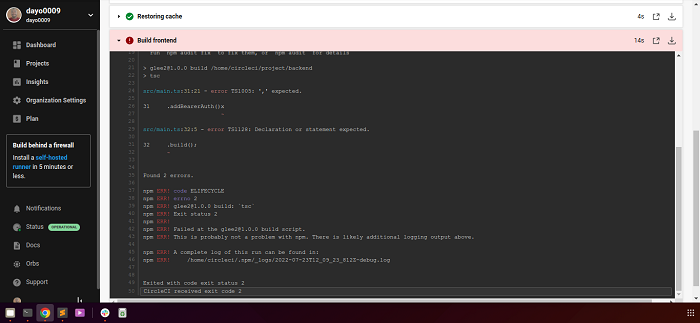 dayo0009
dayo0009
Dashboard
Projects
Insights
Organization Settings
Plan
Build behind a firewall
Install a self-hosted
runner in 5 minutes or
less.
Notifications
Status OPERATIONAL
Docs
Orbs
Support
Restoring cache 4s
Build frontend 14s
run `npm audit fix` to fix them, or `npm audit` for details
20
21 > glee2@1.0.0 build /home/circleci/project/backend
22 > tsc
23
24 src/main.ts:31:21 - error TS1005: ',' expected.
25
26 31 .addBearerAuth()x
27 ~
28
29 src/main.ts:32:5 - error TS1128: Declaration or statement expected.
30
31 32 .build();
32 ~
33
34
35 Found 2 errors.
36
37 npm ERR! code ELIFECYCLE
38 npm ERR! errno 2
39 npm ERR! glee2@1.0.0 build: `tsc`
40 npm ERR! Exit status 2
41 npm ERR!
42 npm ERR! Failed at the glee2@1.0.0 build script.
43 npm ERR! This is probably not a problem with npm. There is likely additional logging output above.
44
45 npm ERR! A complete log of this run can be found in:
46 npm ERR! /home/circleci/.npm/_logs/2022-07-23T12_09_23_812Z-debug.log
47
48
49 Exited with code exit status 2
50 CircleCI received exit code 2